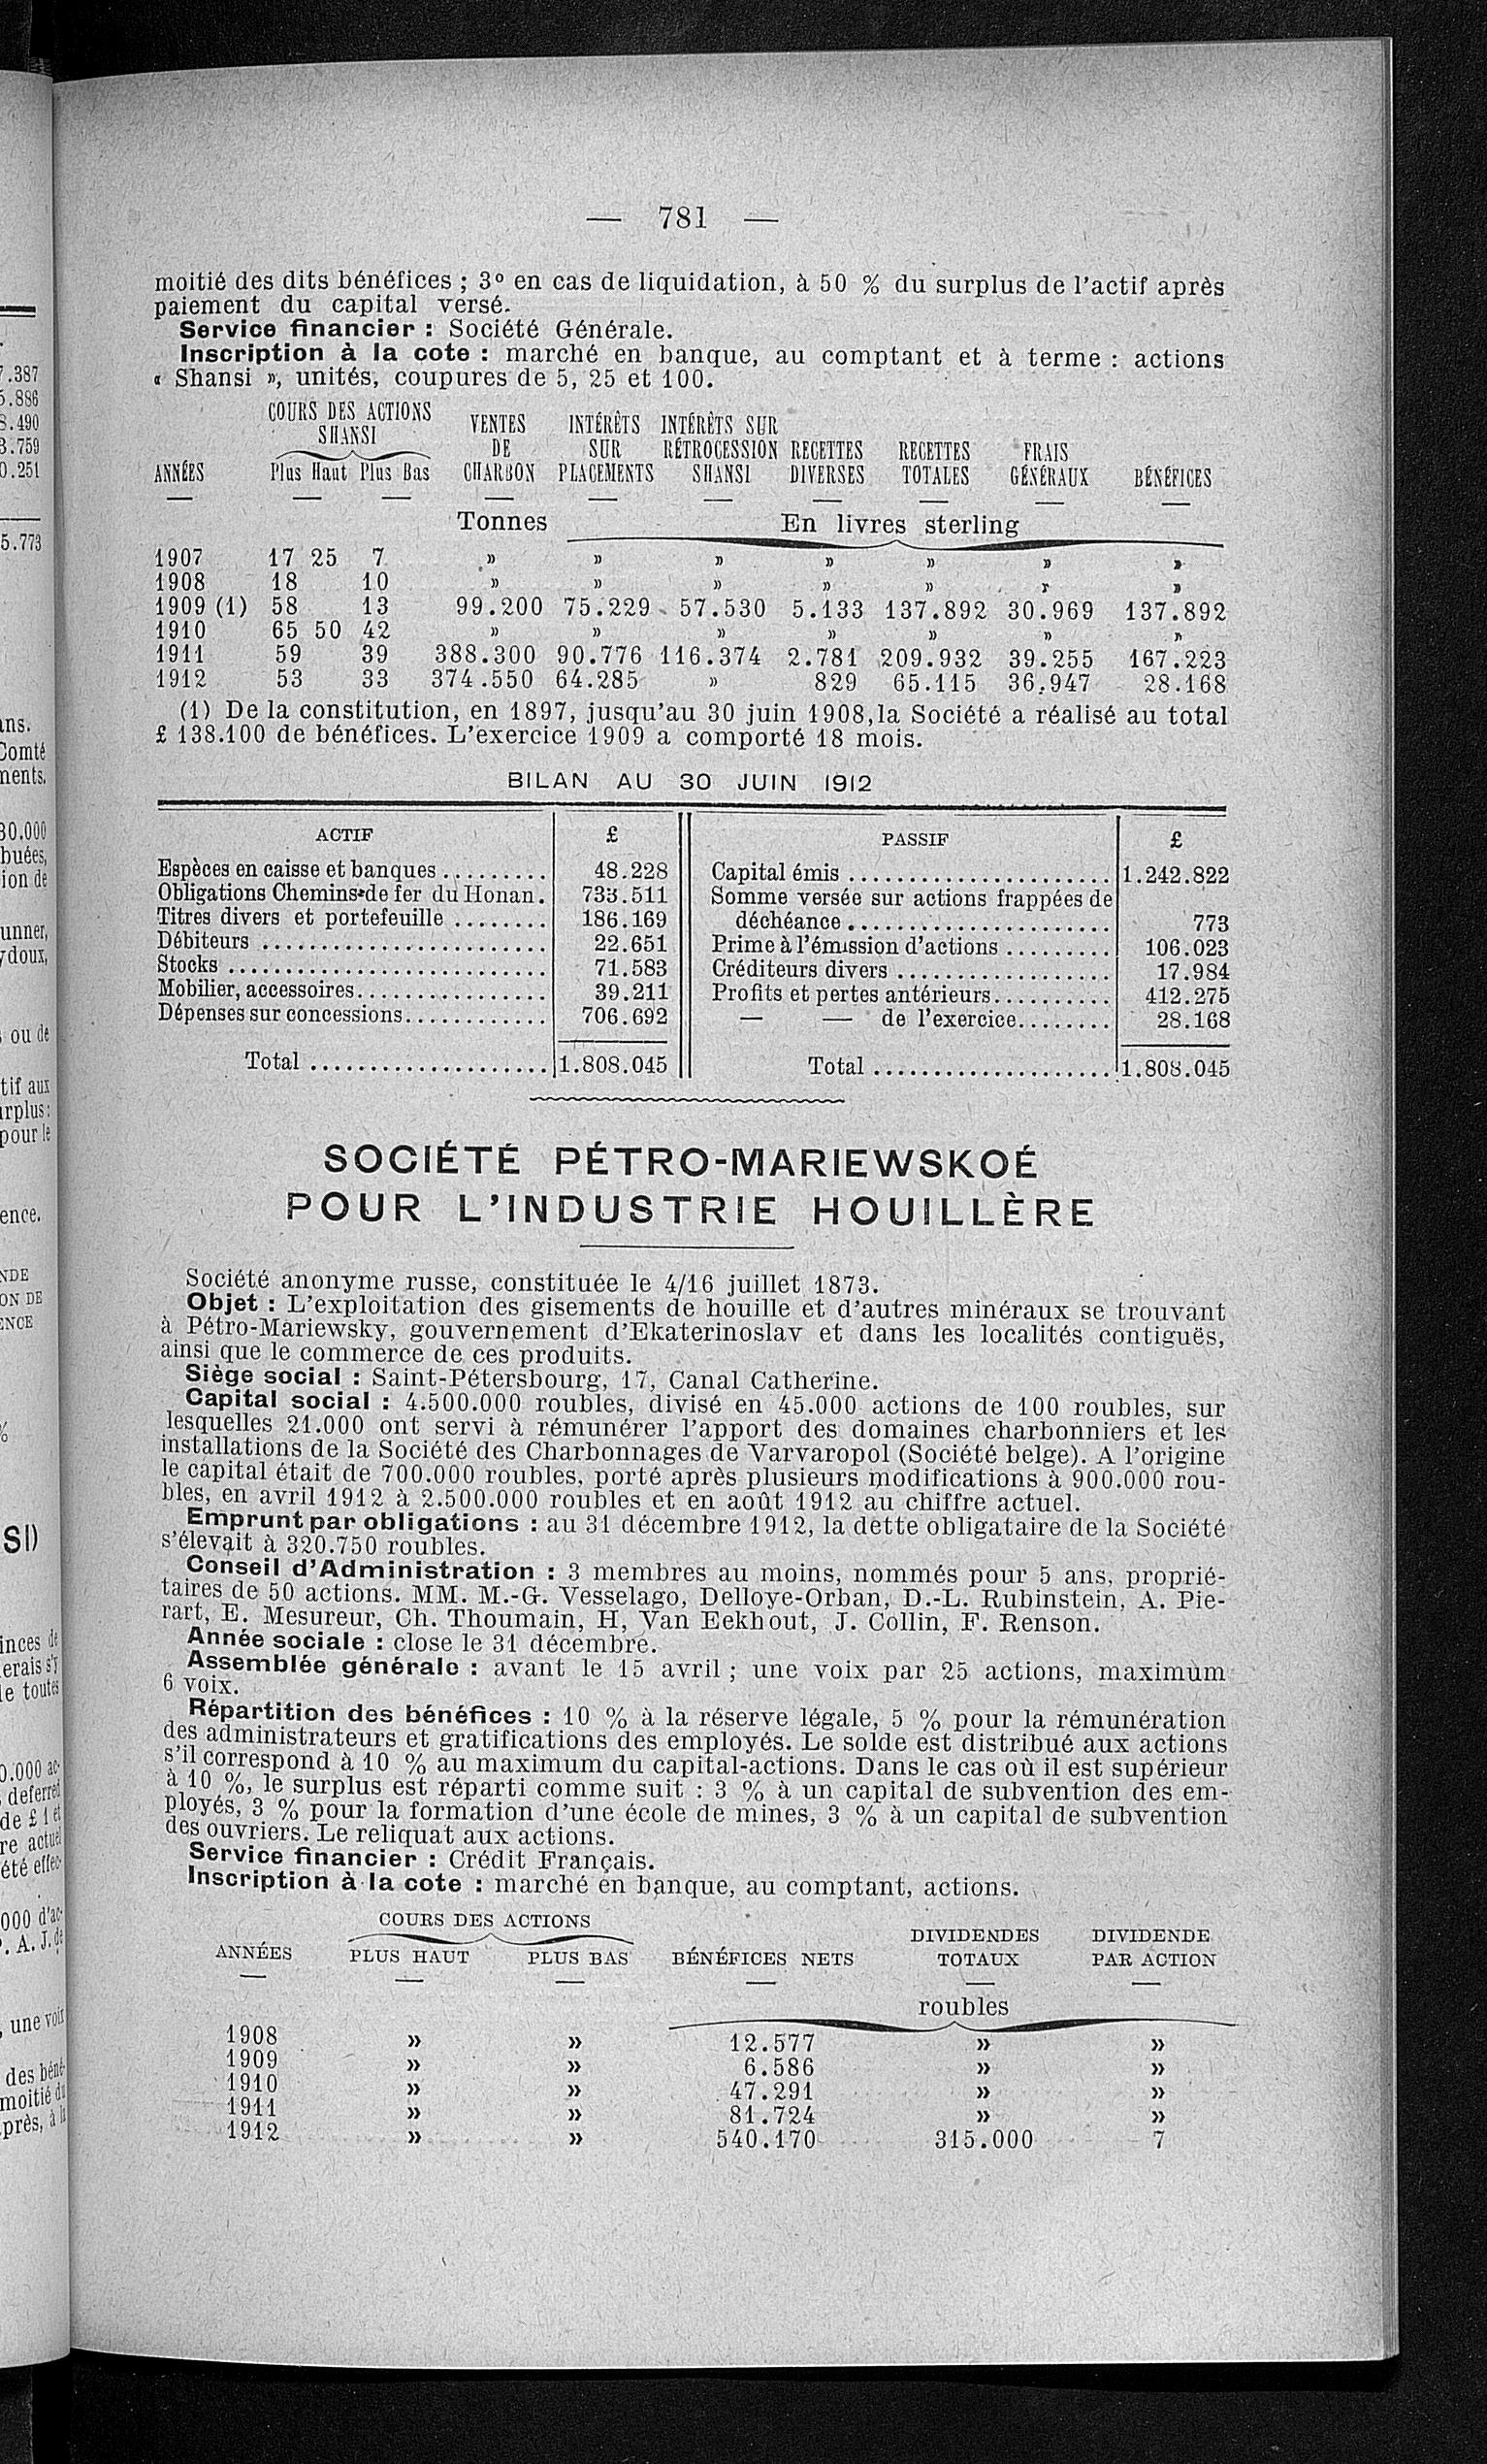 — 781 —
moitié des dits bénéfices ; 3º en cas de liquidation, à 50 % du surplus de l'actif après
paiement du capital versé.
Service financier : Société Générale.
Inscription à la cote : marché en banque, au comptant et à terme : actions
« Shansi », unités, coupures de 5, 25 et 100.
COURS DES ACTIONS
SHANSI
VENTES INTÉRÊTS INTÉRÊTS SUR
DE SUR RÉTROCESSION RECETTES RECETTES FRAIS
ANNÉES Plus Haut Plus Bas CHARBON PLACEMENTS SHANSI DIVERSES TOTALES GÉNÉRAUX BÉNÉFICES
Tonnes En livres sterling
1907 17 25 7 » » » » » » »
1908 18 10 » » » » » » »
1909 (1) 58 13 99.200 75.229 57.530 5.133 137.892 30.969 137.892
1910 65 50 42 » » » » » » »
1911 59 39 388.300 90.776 116.374 2.781 209.932 39.255 167.223
1912 53 33 374.550 64.285 » 829 65.115 36.947 28.168
(1) De la constitution, en 1897, jusqu'au 30 juin 1908, la Société a réalisé au total
£ 138.100 de bénéfices. L'exercice 1909 a comporté 18 mois.
BILAN AU 30 JUIN 1912
ACTIF £ PASSIF £
Espèces en caisse et banques ......... 48.228 Capital émis ...................... 1.242.822
Obligations Chemins de fer du Honan. 733.511 Somme versée sur actions frappées de
Titres divers et portefeuille ........ 186.169 déchéance ...................... 773
Débiteurs ........................ 22.651 Prime à l'émission d'actions ......... 106.023
Stocks ........................... 71.583 Créditeurs divers .................. 17.984
Mobilier, accessoires................ 39.211 Profits et pertes antérieurs.......... 412.275
Dépenses sur concessions............ 706.692 — — de l'exercice........ 28.168
Total .................... 1.808.045 Total .................... 1.808.045
SOCIÉTÉ PÉTRO-MARIEWSKOÉ
POUR L'INDUSTRIE HOUILLÈRE
Société anonyme russe, constituée le 4/16 juillet 1873.
Objet : L'exploitation des gisements de houille et d'autres minéraux se trouvant
à Pétro-Mariewsky, gouvernement d'Ekaterinoslav et dans les localités contiguës,
ainsi que le commerce de ces produits.
Siège social : Saint-Pétersbourg, 17, Canal Catherine.
Capital social : 4.500.000 roubles, divisé en 45.000 actions de 100 roubles, sur
lesquelles 21.000 ont servi à rémunérer l'apport des domaines charbonniers et les
installations de la Société des Charbonnages de Varvaropol (Société belge). A l'origine
le capital était de 700.000 roubles, porté après plusieurs modifications à 900.000 rou-
bles, en avril 1912 à 2.500.000 roubles et en août 1912 au chiffre actuel.
Emprunt par obligations : au 31 décembre 1912, la dette obligataire de la Société
s'élevait à 320.750 roubles.
Conseil d'Administration : 3 membres au moins, nommés pour 5 ans, proprié-
taires de 50 actions. MM. M.-G. Vesselago, Delloye-Orban, D.-L. Rubinstein, A. Pie-
rart, E. Mesureur, Ch. Thoumain, H, Van Eekhout, J. Collin, F. Renson.
Année sociale : close le 31 décembre.
Assemblée générale : avant le 15 avril ; une voix par 25 actions, maximum
6 voix.
Répartition des bénéfices : 10 % à la réserve légale, 5 % pour la rémunération
des administrateurs et gratifications des employés. Le solde est distribué aux actions
s'il correspond à 10 % au maximum du capital-actions. Dans le cas où il est supérieur
à 10 %, le surplus est réparti comme suit : 3 % à un capital de subvention des em-
ployés, 3 % pour la formation d'une école de mines, 3 % à un capital de subvention
des ouvriers. Le reliquat aux actions.
Service financier : Crédit Français.
Inscription à la cote : marché en banque, au comptant, actions.
COURS DES ACTIONS DIVIDENDES DIVIDENDE
ANNÉES PLUS HAUT PLUS BAS BÉNÉFICES NETS TOTAUX PAR ACTION
roubles
1908 » » 12.577 » »
1909 » » 6.586 » »
1910 » » 47.291 » »
1911 » » 81.724 » »
1912 » » 540.170 315.000 7